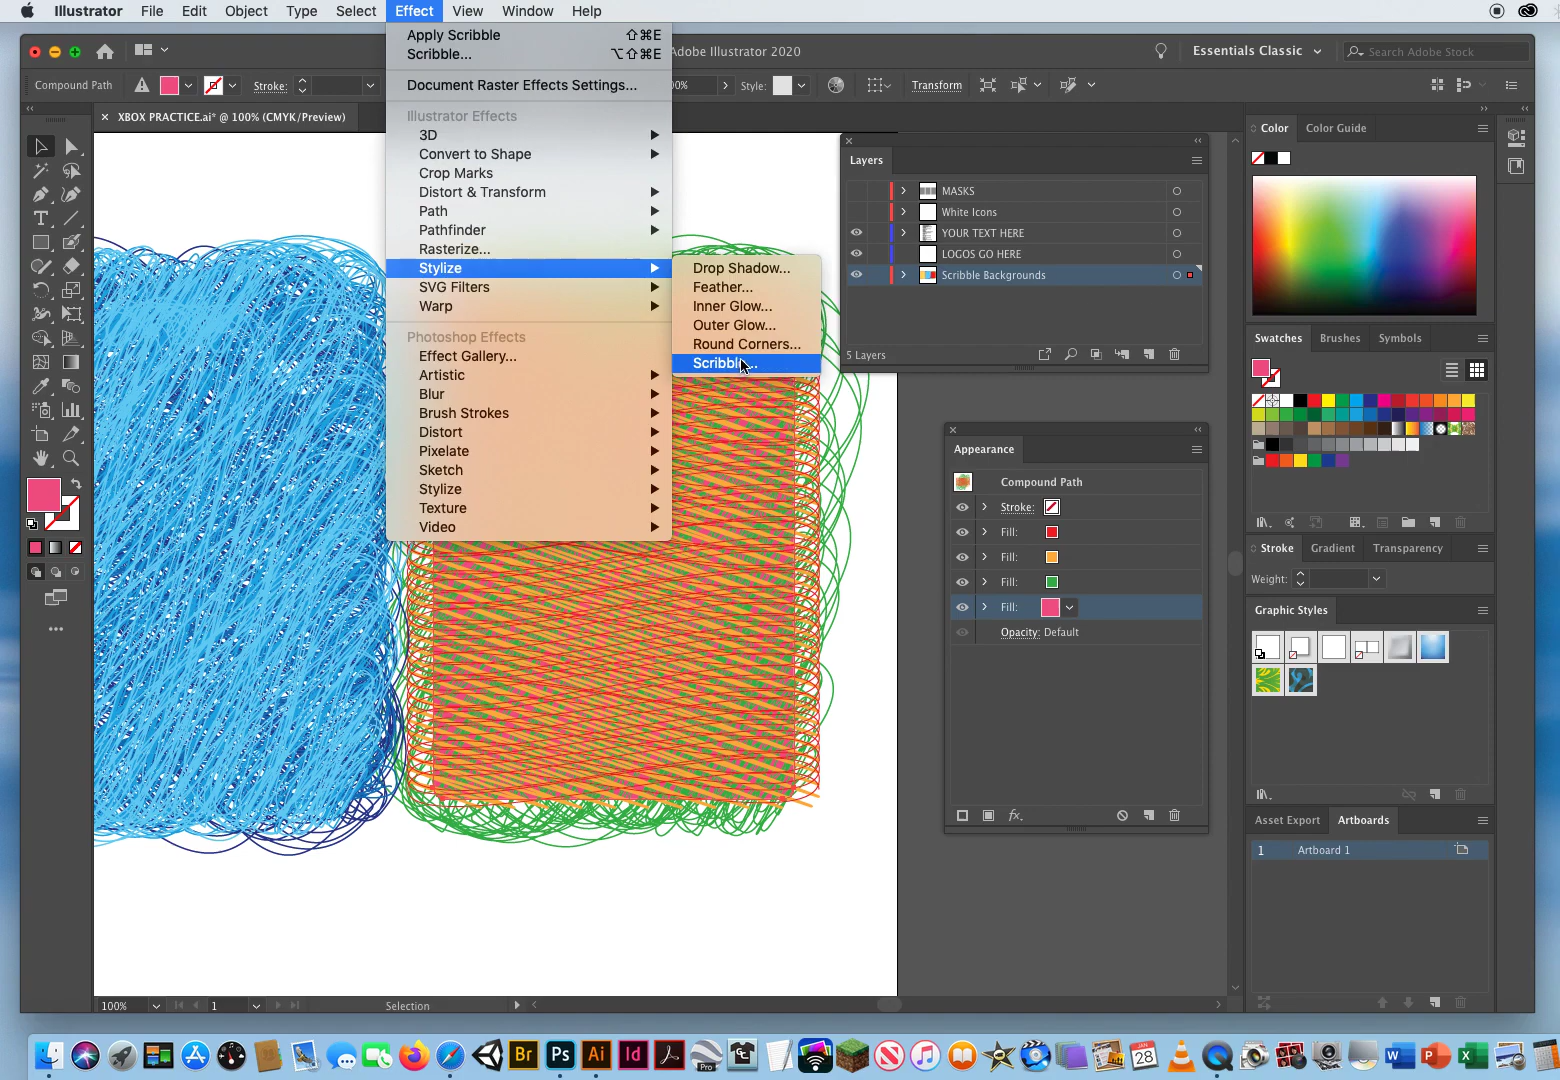 Illustrator File Edit Object Type Select Effect View Window Help
Apply Scribble ⇧⌘E
Scribble... ⌥⇧⌘E
Document Raster Effects Settings...
Illustrator Effects
3D
Convert to Shape
Crop Marks
Distort & Transform
Path
Pathfinder
Rasterize...
Stylize
SVG Filters
Warp
Photoshop Effects
Effect Gallery...
Artistic
Blur
Brush Strokes
Distort
Pixelate
Sketch
Stylize
Texture
Video
Drop Shadow...
Feather...
Inner Glow...
Outer Glow...
Round Corners...
Adobe Illustrator 2020
Essentials Classic
Search Adobe Stock
Compound Path
Stroke:
Style:
Transform
XBOX PRACTICE.ai* @ 100% (CMYK/Preview)
Layers
MASKS
White Icons
YOUR TEXT HERE
LOGOS GO HERE
Scribble Backgrounds
5 Layers
Appearance
Compound Path
Stroke:
Fill:
Fill:
Fill:
Fill:
Opacity: Default
fx.
Color Color Guide
Swatches Brushes Symbols
Stroke Gradient Transparency
Weight:
Graphic Styles
Asset Export Artboards
1 Artboard 1
100% 1 Selection
Br Ps Ai Id Pro JAN 28 W P X